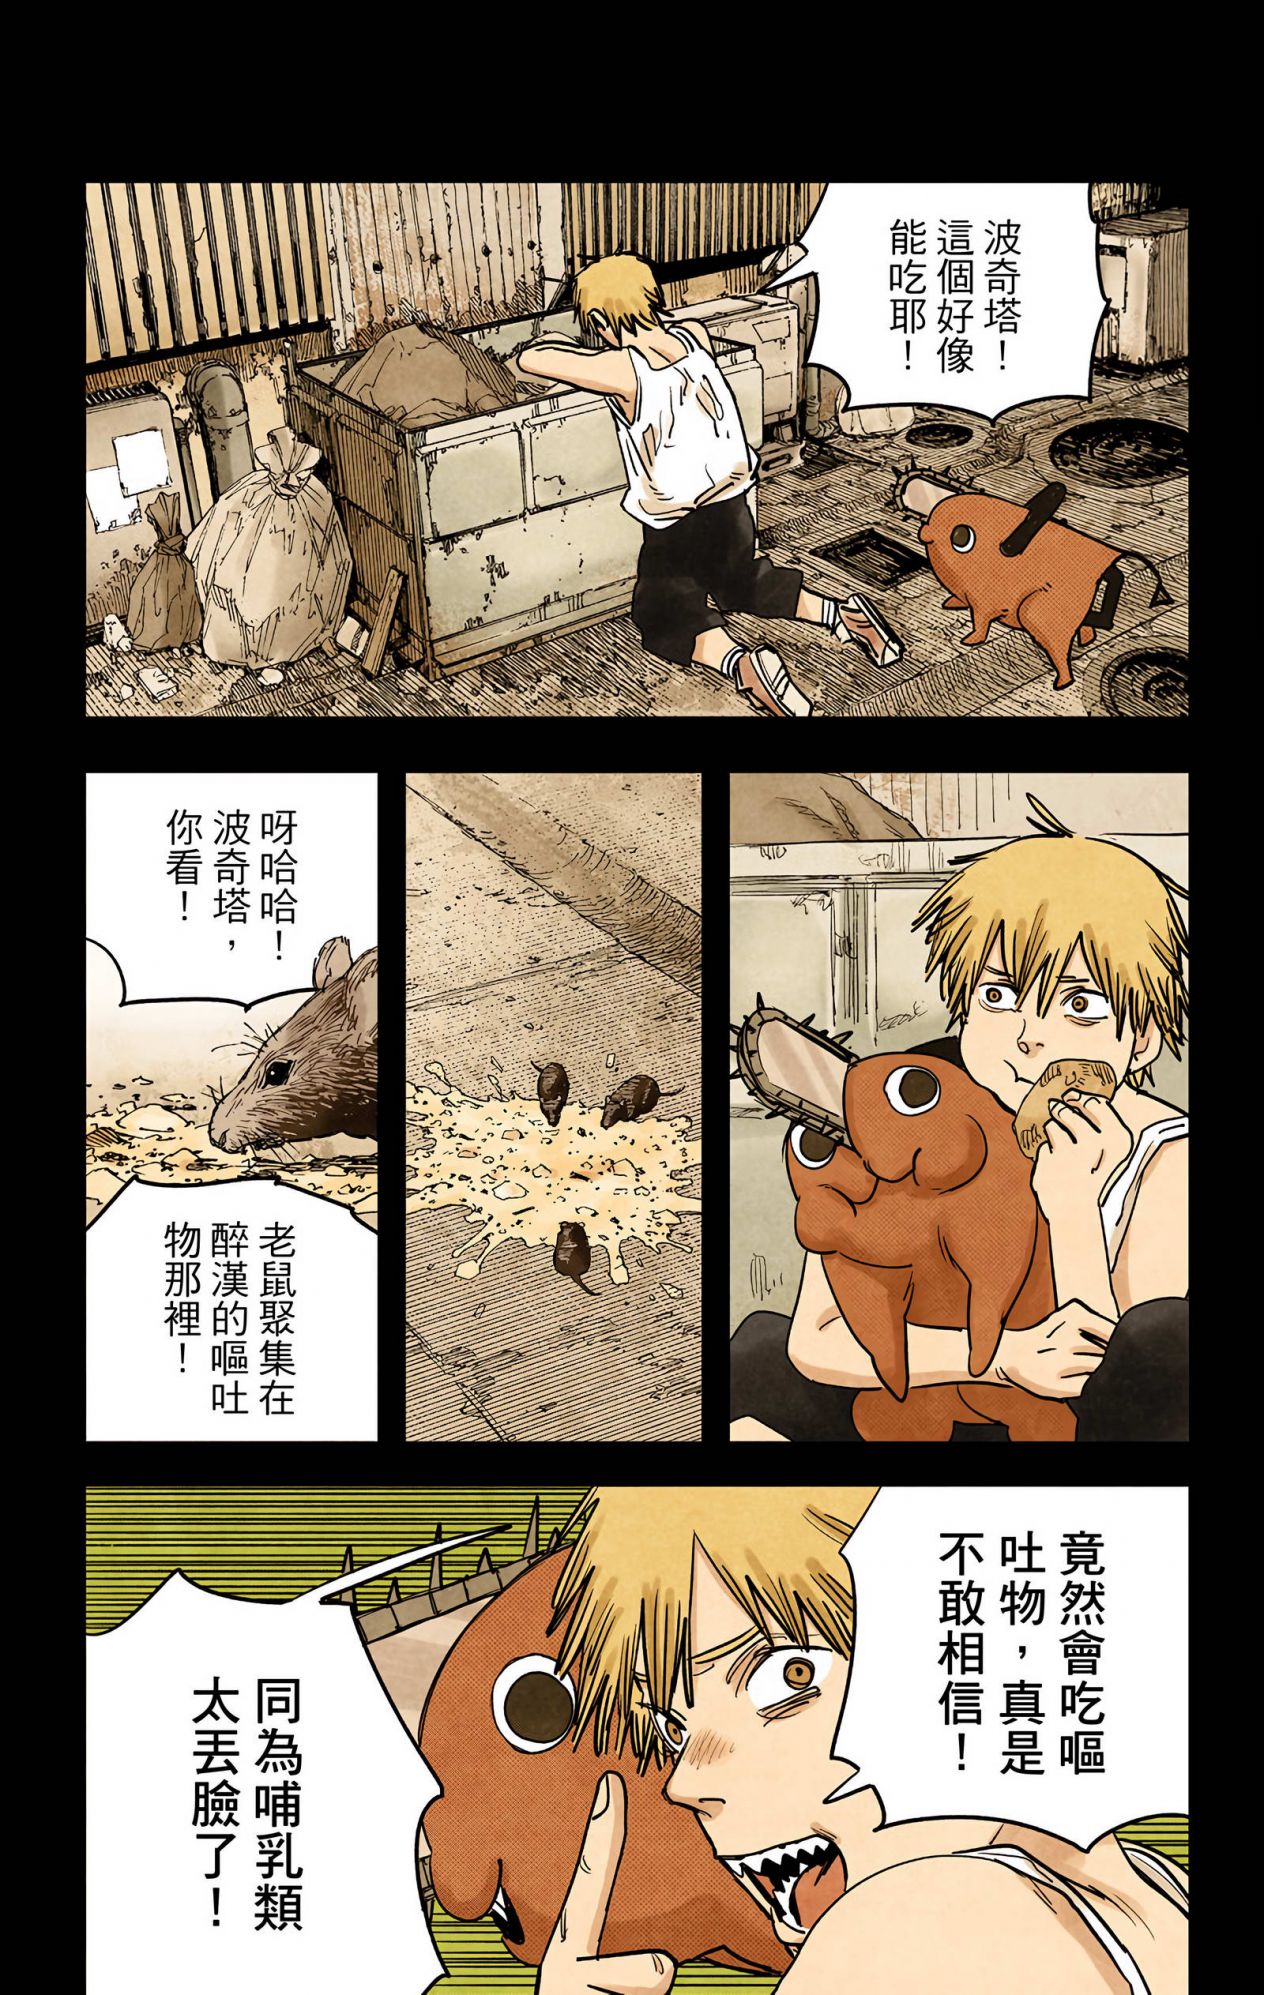 波奇塔！
這個好像
能吃耶！
呀哈哈！
波奇塔，
你看！
老鼠聚集在
醉漢的嘔吐
物那裡！
竟然會吃嘔
吐物，真是
不敢相信！
同為哺乳類
太丟臉了！